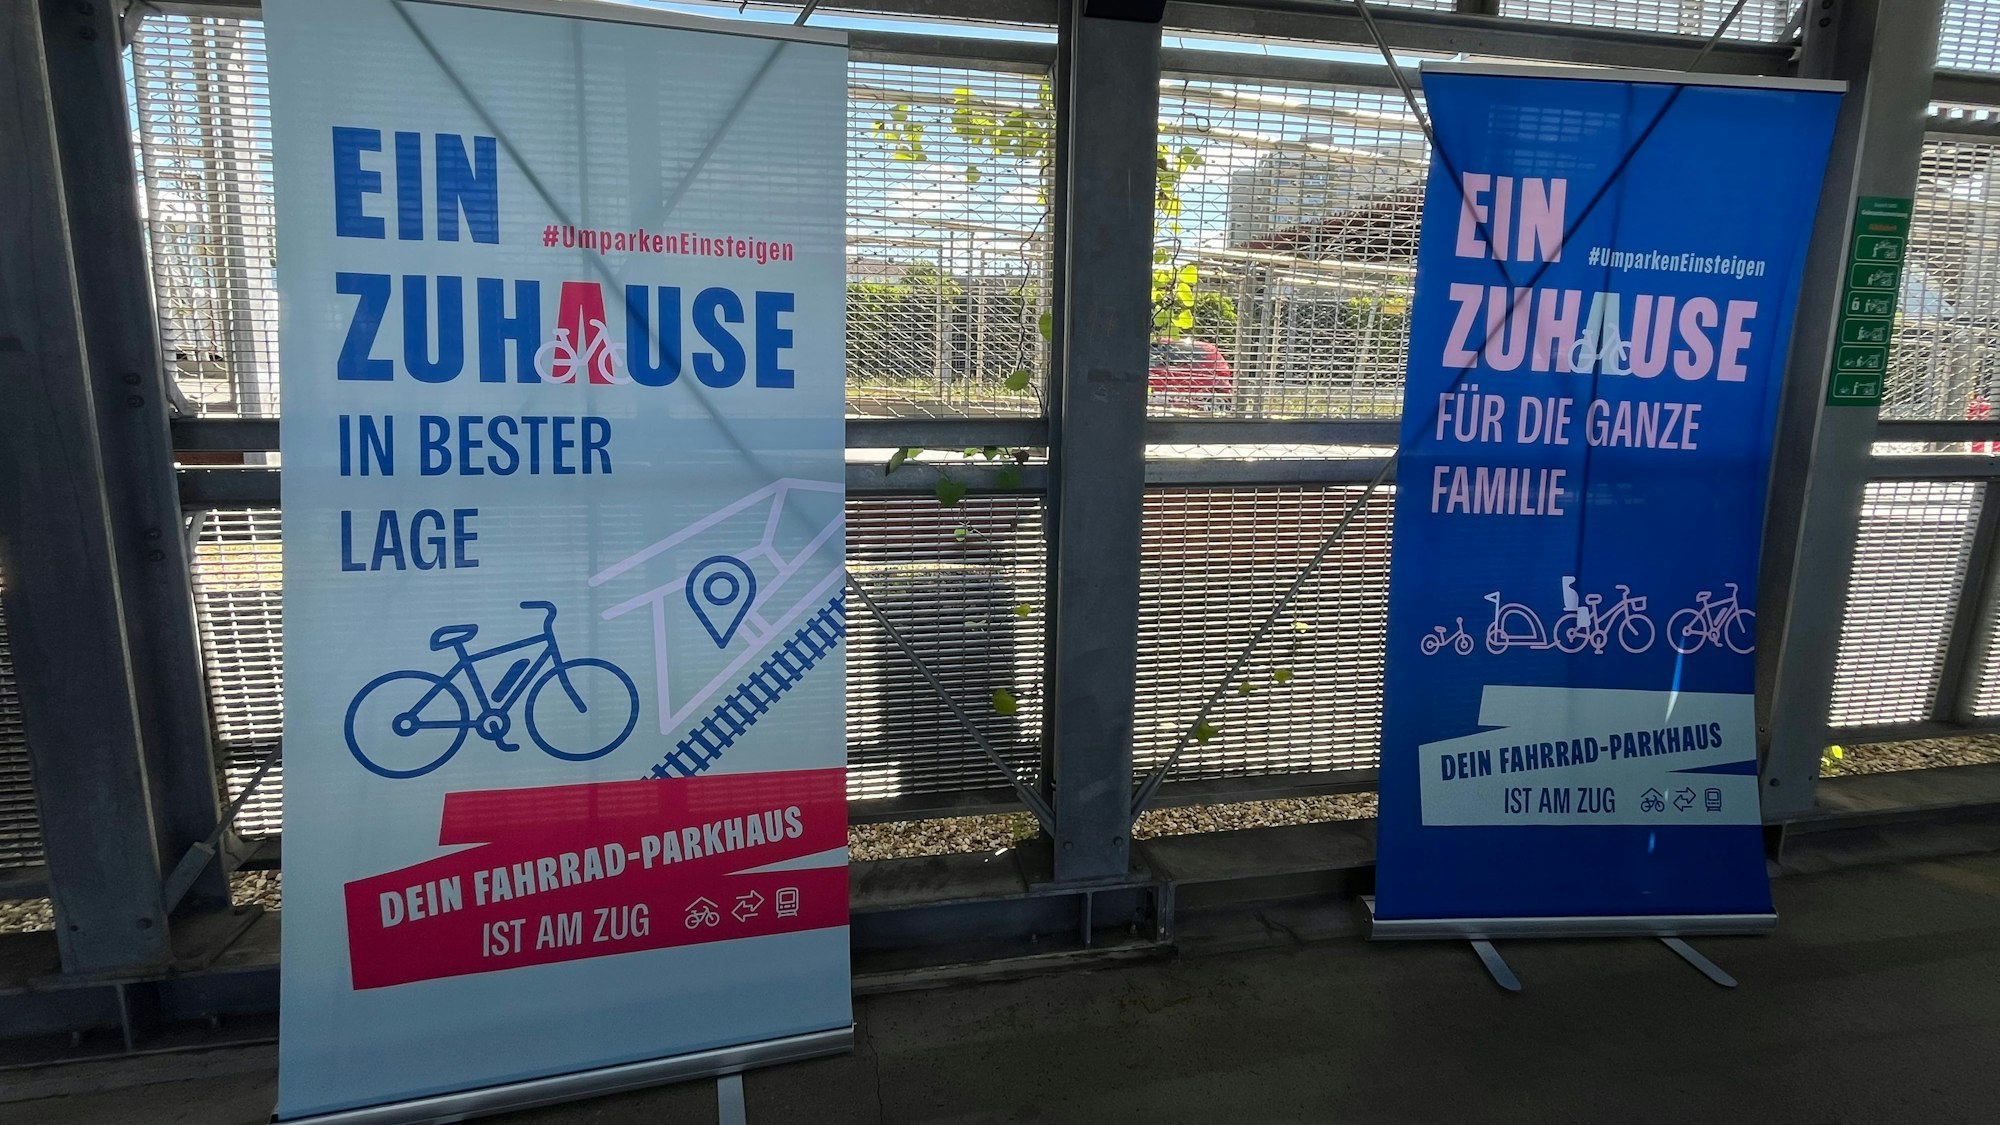 EIN
#UmparkenEinsteigen
ZUHAUSE
IN BESTER
LAGE
DEIN FAHRRAD-PARKHAUS
IST AM ZUG
EIN
#UmparkenEinsteigen
ZUHAUSE
FÜR DIE GANZE
FAMILIE
DEIN FAHRRAD-PARKHAUS
IST AM ZUG